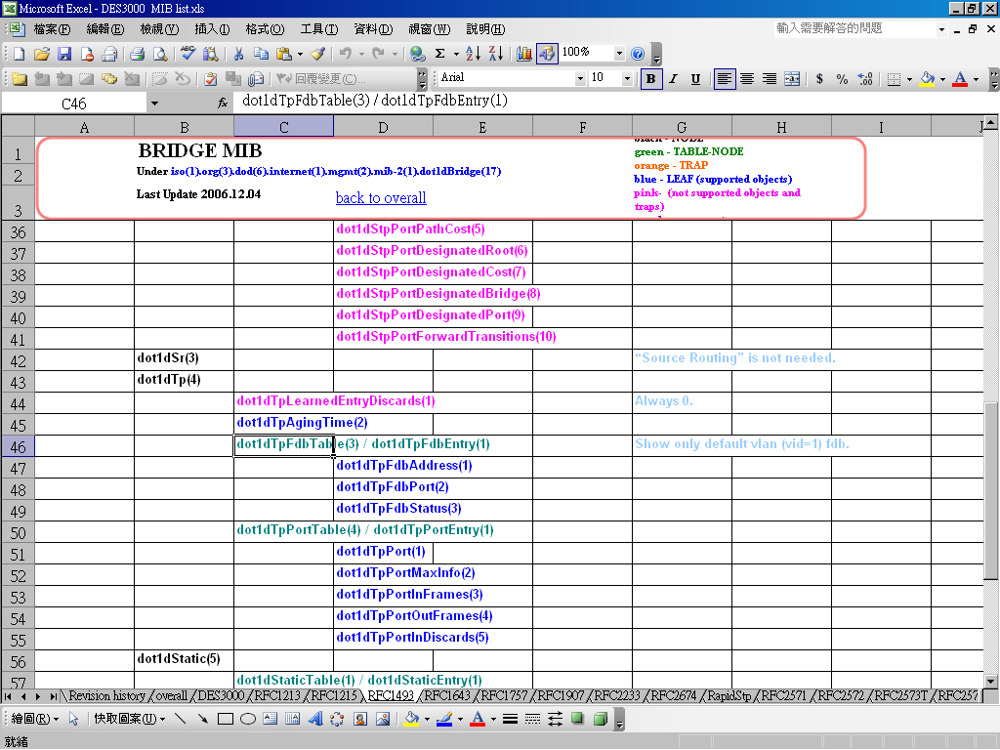 Microsoft Excel - DES3000  MIB list.xls
檔案(F) 編輯(E) 檢視(V) 插入(I) 格式(O) 工具(T) 資料(D) 視窗(W) 說明(H) 輸入需要解答的問題
100%
回覆變更(C)... Arial 10 B I U $ %
C46 fx dot1dTpFdbTable(3) / dot1dTpFdbEntry(1)
A B C D E F G H I J
1 BRIDGE MIB black - NODE
green - TABLE-NODE
2 Under iso(1).org(3).dod(6).internet(1).mgmt(2).mib-2(1).dot1dBridge(17) orange - TRAP
blue - LEAF (supported objects)
3 Last Update 2006.12.04 back to overall pink-  (not supported objects and
traps)
36 dot1dStpPortPathCost(5)
37 dot1dStpPortDesignatedRoot(6)
38 dot1dStpPortDesignatedCost(7)
39 dot1dStpPortDesignatedBridge(8)
40 dot1dStpPortDesignatedPort(9)
41 dot1dStpPortForwardTransitions(10)
42 dot1dSr(3) “Source Routing” is not needed.
43 dot1dTp(4)
44 dot1dTpLearnedEntryDiscards(1) Always 0.
45 dot1dTpAgingTime(2)
46 dot1dTpFdbTable(3) / dot1dTpFdbEntry(1) Show only default vlan (vid=1) fdb.
47 dot1dTpFdbAddress(1)
48 dot1dTpFdbPort(2)
49 dot1dTpFdbStatus(3)
50 dot1dTpPortTable(4) / dot1dTpPortEntry(1)
51 dot1dTpPort(1)
52 dot1dTpPortMaxInfo(2)
53 dot1dTpPortInFrames(3)
54 dot1dTpPortOutFrames(4)
55 dot1dTpPortInDiscards(5)
56 dot1dStatic(5)
57 dot1dStaticTable(1) / dot1dStaticEntry(1)
Revision history / overall / DES3000 / RFC1213 / RFC1215 / RFC1493 / RFC1643 / RFC1757 / RFC1907 / RFC2233 / RFC2674 / RapidStp / RFC2571 / RFC2572 / RFC2573T / RFC257
繪圖(R) 快取圖案(U)
就緒